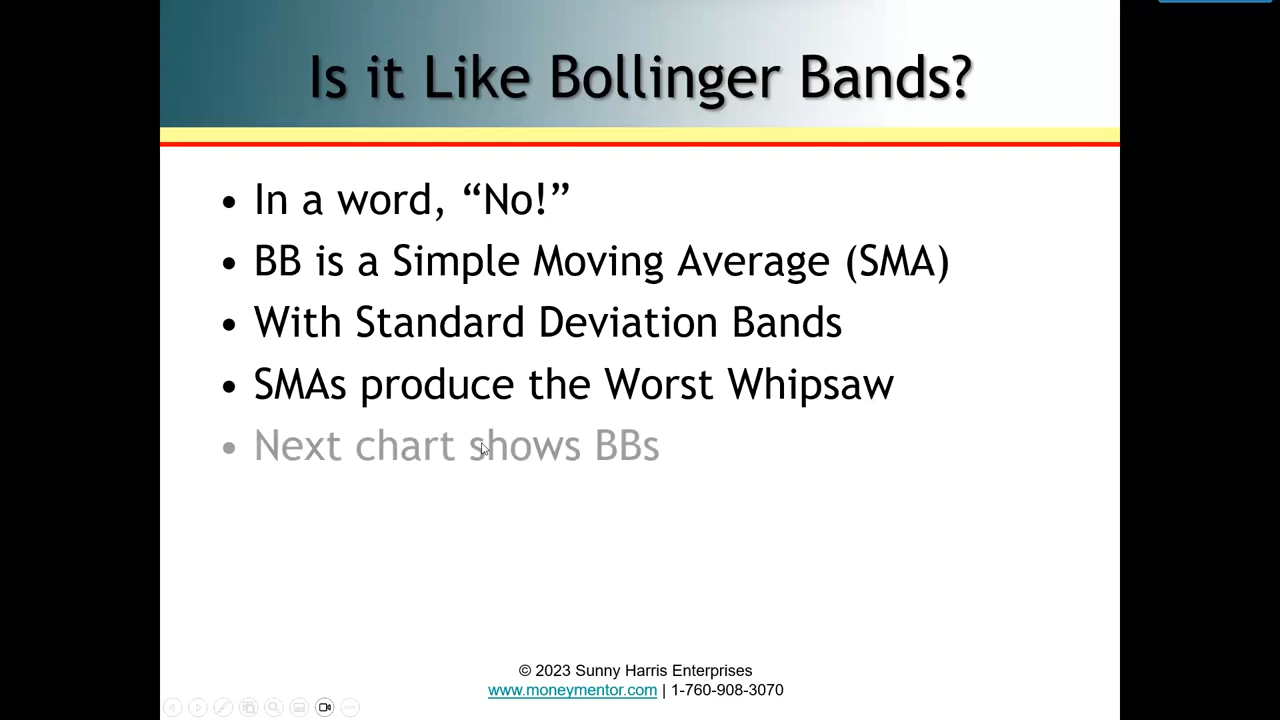 Is it Like Bollinger Bands?
• In a word, “No!”
• BB is a Simple Moving Average (SMA)
• With Standard Deviation Bands
• SMAs produce the Worst Whipsaw
• Next chart shows BBs
© 2023 Sunny Harris Enterprises
www.moneymentor.com | 1-760-908-3070